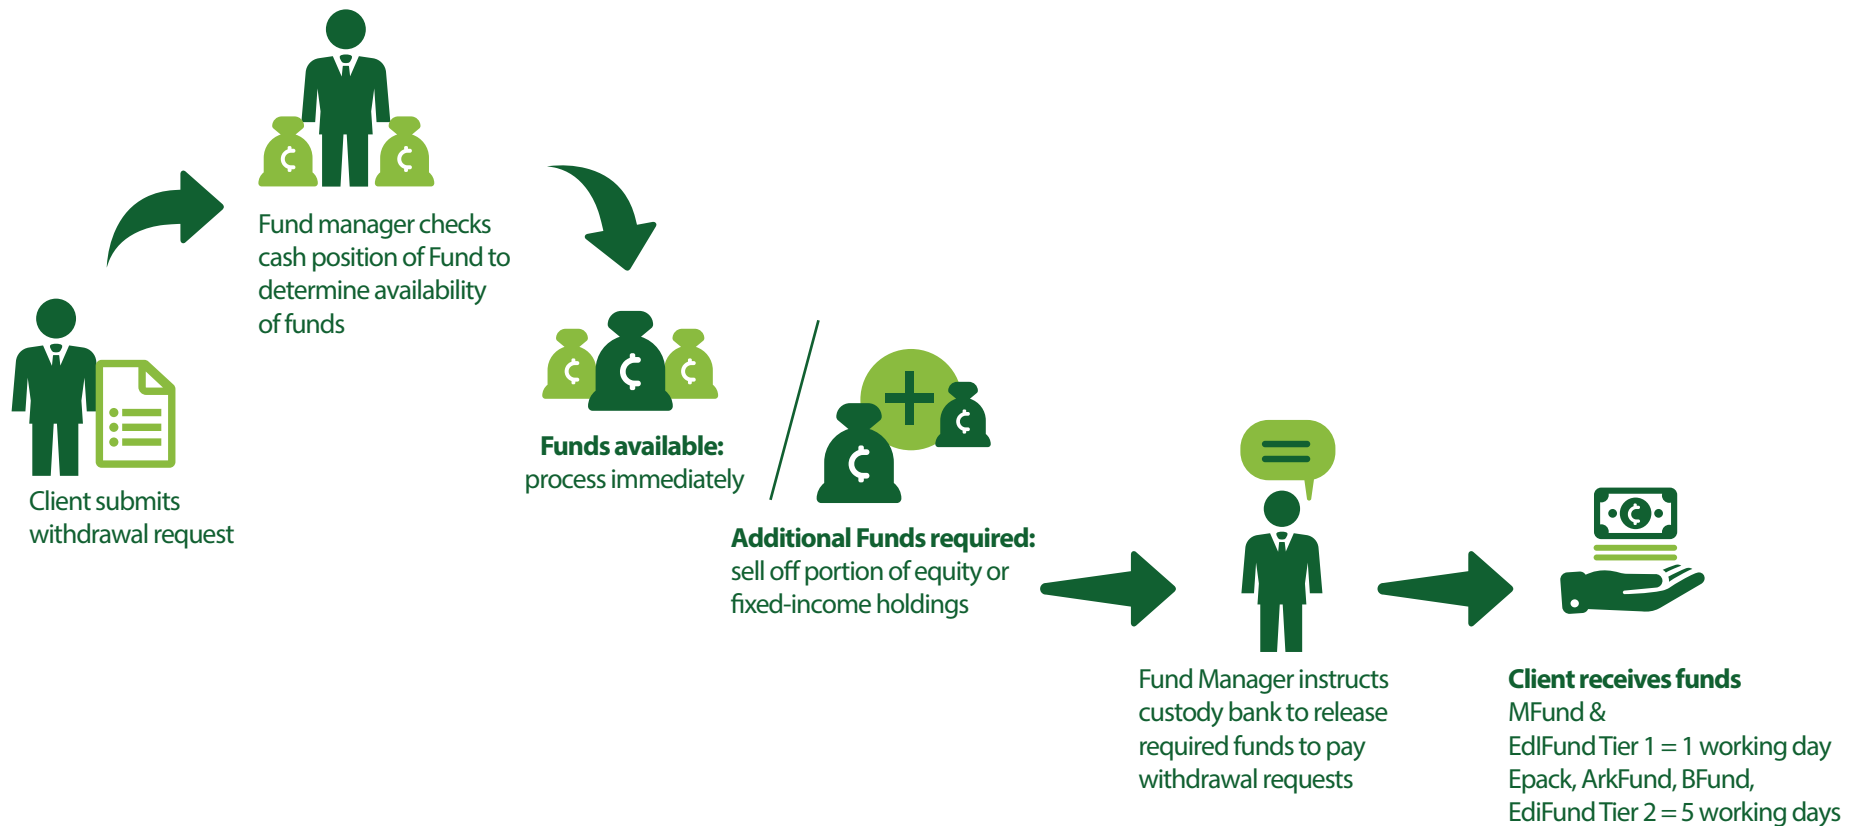 Client submits
withdrawal request
Fund manager checks
cash position of Fund to
determine availability
of funds
Funds available:
process immediately
Additional Funds required:
sell off portion of equity or
fixed-income holdings
Fund Manager instructs
custody bank to release
required funds to pay
withdrawal requests
Client receives funds
MFund &
EdIFund Tier 1 = 1 working day
Epack, ArkFund, BFund,
EdiFund Tier 2 = 5 working days